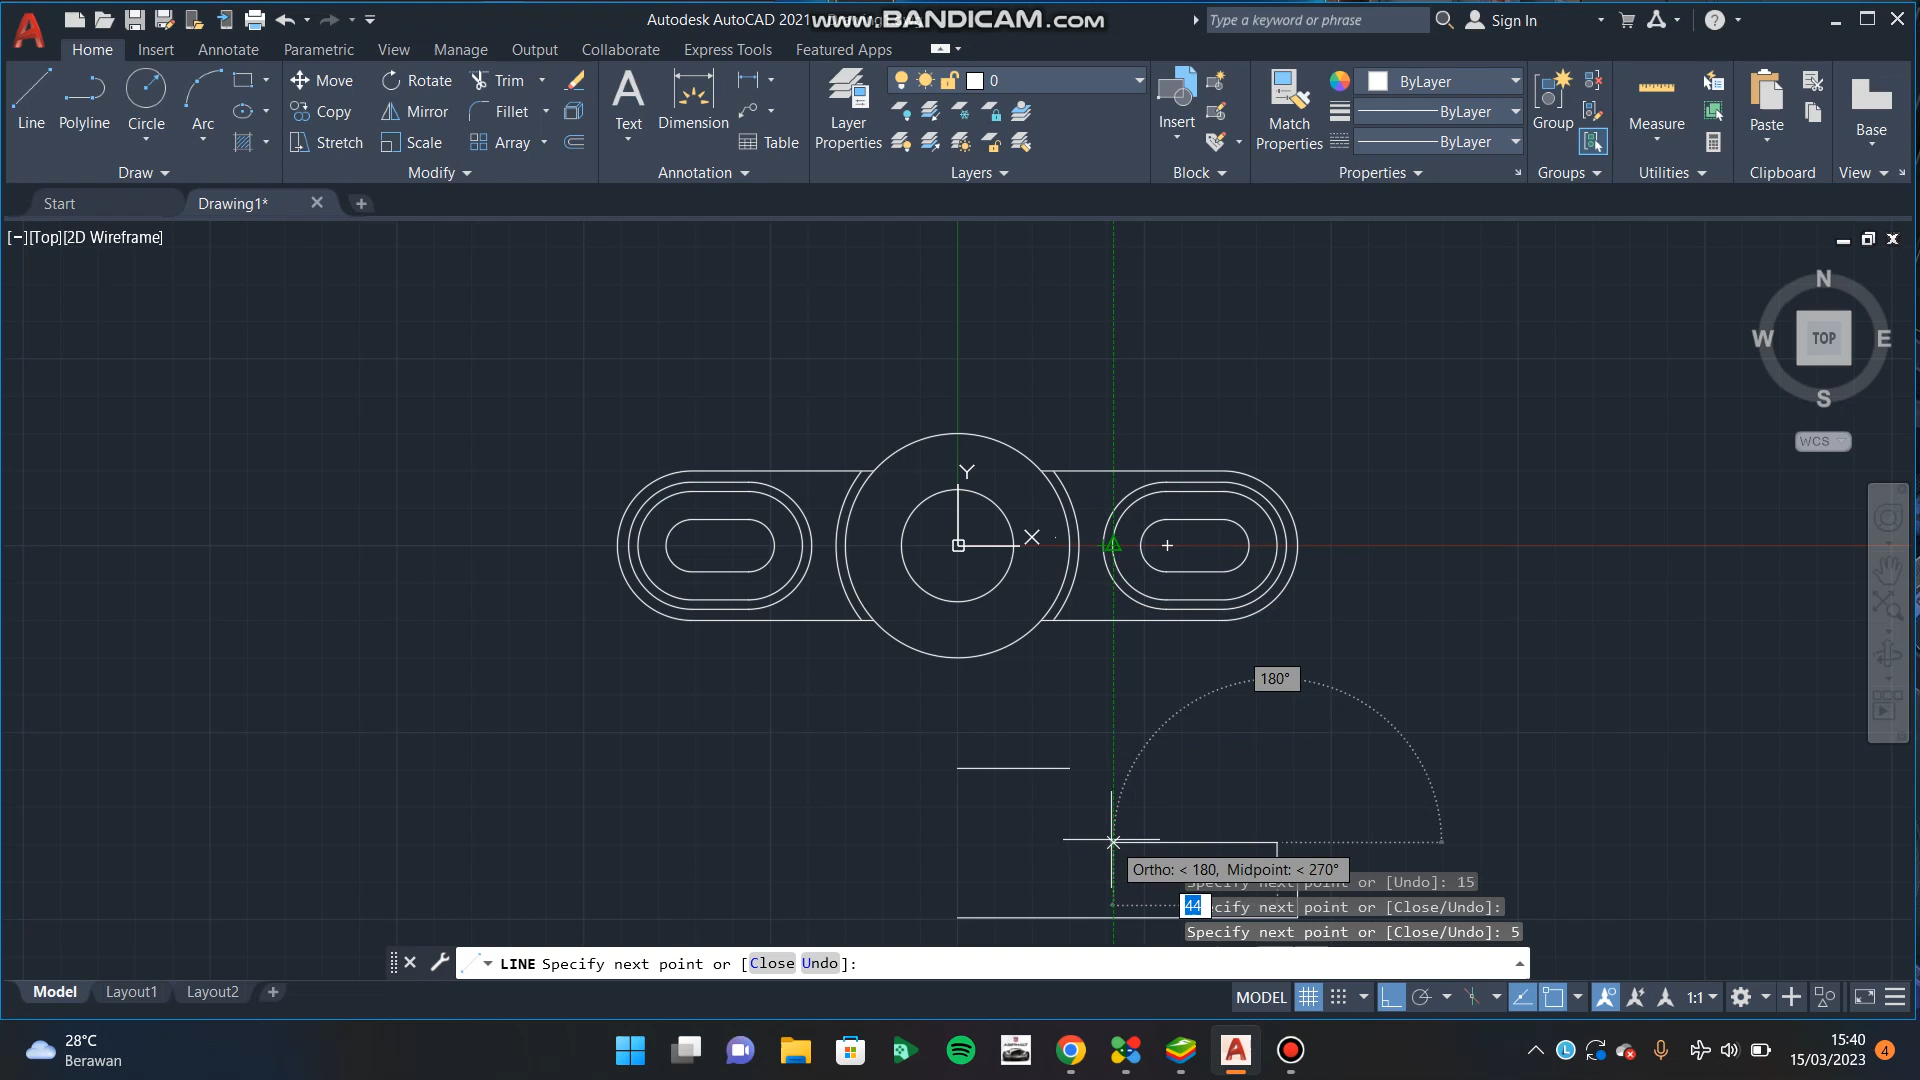 Autodesk AutoCAD 2021
www.BANDICAM.com
Type a keyword or phrase
Sign In
Home Insert Annotate Parametric View Manage Output Collaborate Express Tools Featured Apps
Line Polyline Circle Arc
Move Rotate Trim
Copy Mirror Fillet
Stretch Scale Array
Text Dimension
Table
Layer Properties
0
Insert
Match Properties
ByLayer
ByLayer
ByLayer
Group
Measure
Paste
Base
Draw Modify Annotation Layers Block Properties Groups Utilities Clipboard View
Start Drawing1*
[−][Top][2D Wireframe]
N
W TOP E
S
WCS
Y
X
180°
Ortho: < 180, Midpoint: < 270°
Specify next point or [Undo]: 15
44
cify next point or [Close/Undo]:
Specify next point or [Close/Undo]: 5
LINE Specify next point or [Close Undo]:
Model Layout1 Layout2
MODEL
1:1
28°C
Berawan
15:40
15/03/2023
4